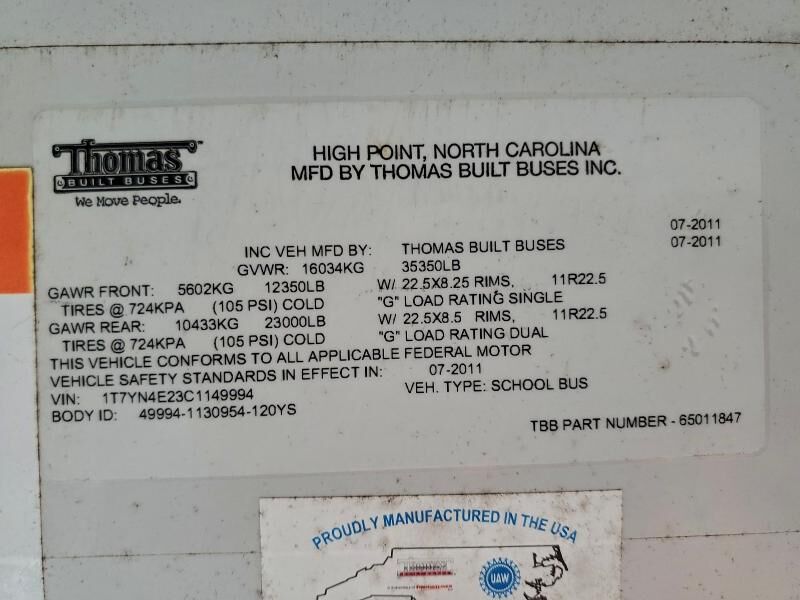 Thomas
BUILT BUSES
We Move People.
HIGH POINT, NORTH CAROLINA
MFD BY THOMAS BUILT BUSES INC.
07-2011
INC VEH MFD BY: THOMAS BUILT BUSES 07-2011
GVWR: 16034KG 35350LB
GAWR FRONT: 5602KG 12350LB W/ 22.5X8.25 RIMS, 11R22.5
TIRES @ 724KPA (105 PSI) COLD "G" LOAD RATING SINGLE
GAWR REAR: 10433KG 23000LB W/ 22.5X8.5 RIMS, 11R22.5
TIRES @ 724KPA (105 PSI) COLD "G" LOAD RATING DUAL
THIS VEHICLE CONFORMS TO ALL APPLICABLE FEDERAL MOTOR
VEHICLE SAFETY STANDARDS IN EFFECT IN: 07-2011
VIN: 1T7YN4E23C1149994 VEH. TYPE: SCHOOL BUS
BODY ID: 49994-1130954-120YS
TBB PART NUMBER - 65011847
PROUDLY MANUFACTURED IN THE USA
UAW